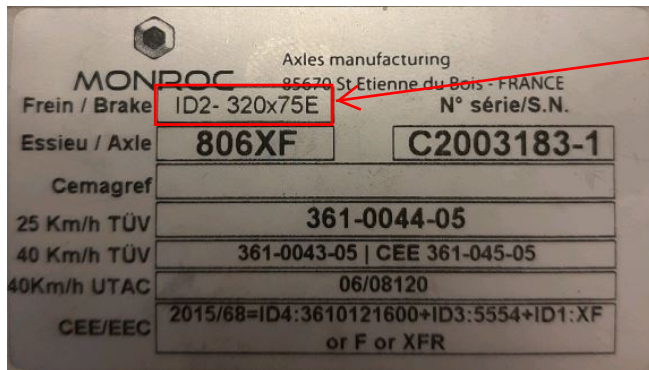 Axles manufacturing
MONROC 85670 St Etienne du Bois - FRANCE
Frein / Brake ID2- 320x75E N° série/S.N.
Essieu / Axle 806XF C2003183-1
Cemagref
25 Km/h TÜV 361-0044-05
40 Km/h TÜV 361-0043-05 | CEE 361-045-05
40Km/h UTAC 06/08120
CEE/EEC 2015/68=ID4:3610121600+ID3:5554+ID1:XF
or F or XFR